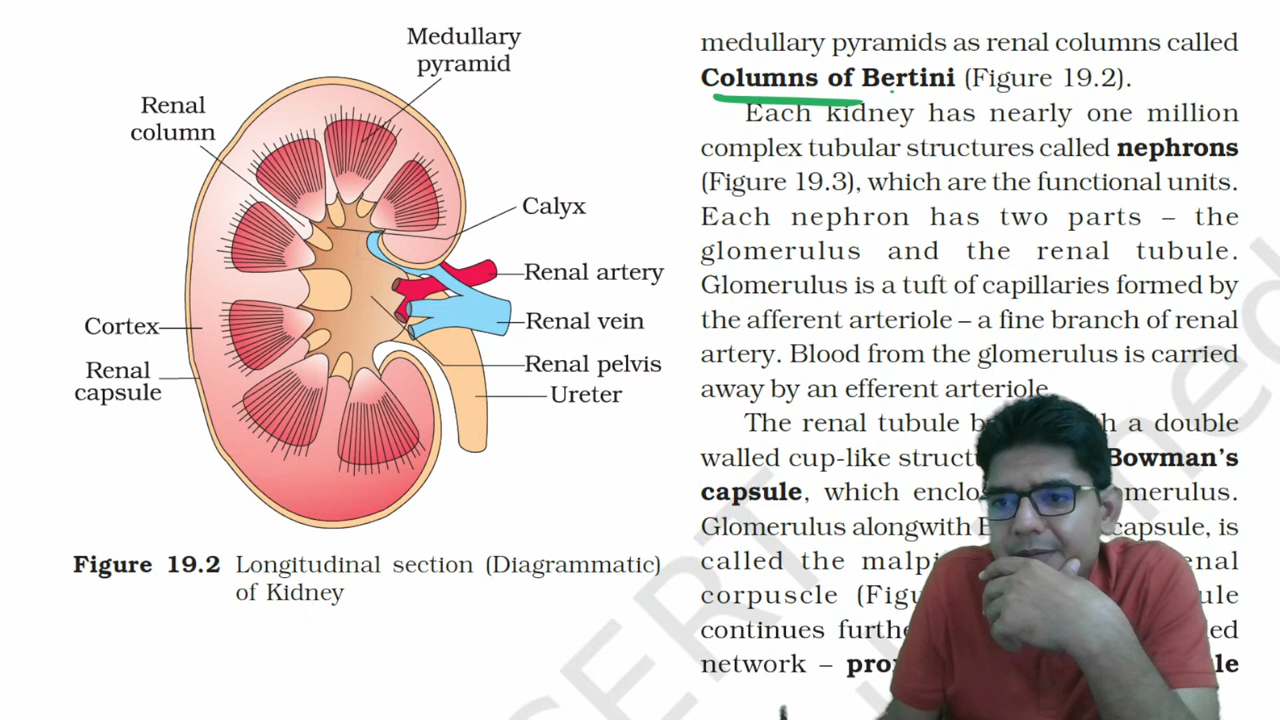 Medullary
pyramid
Renal
column
Calyx
Renal artery
Renal vein
Cortex
Renal pelvis
Renal
capsule
Ureter
Figure 19.2 Longitudinal section (Diagrammatic)
of Kidney
medullary pyramids as renal columns called
Columns of Bertini (Figure 19.2).
Each kidney has nearly one million
complex tubular structures called nephrons
(Figure 19.3), which are the functional units.
Each nephron has two parts – the
glomerulus and the renal tubule.
Glomerulus is a tuft of capillaries formed by
the afferent arteriole – a fine branch of renal
artery. Blood from the glomerulus is carried
away by an efferent arteriole
The renal tubule a double
walled cup-like Bowman's
capsule, which
Glomerulus alongwith capsule, is
called the
corpuscle
continues
network –